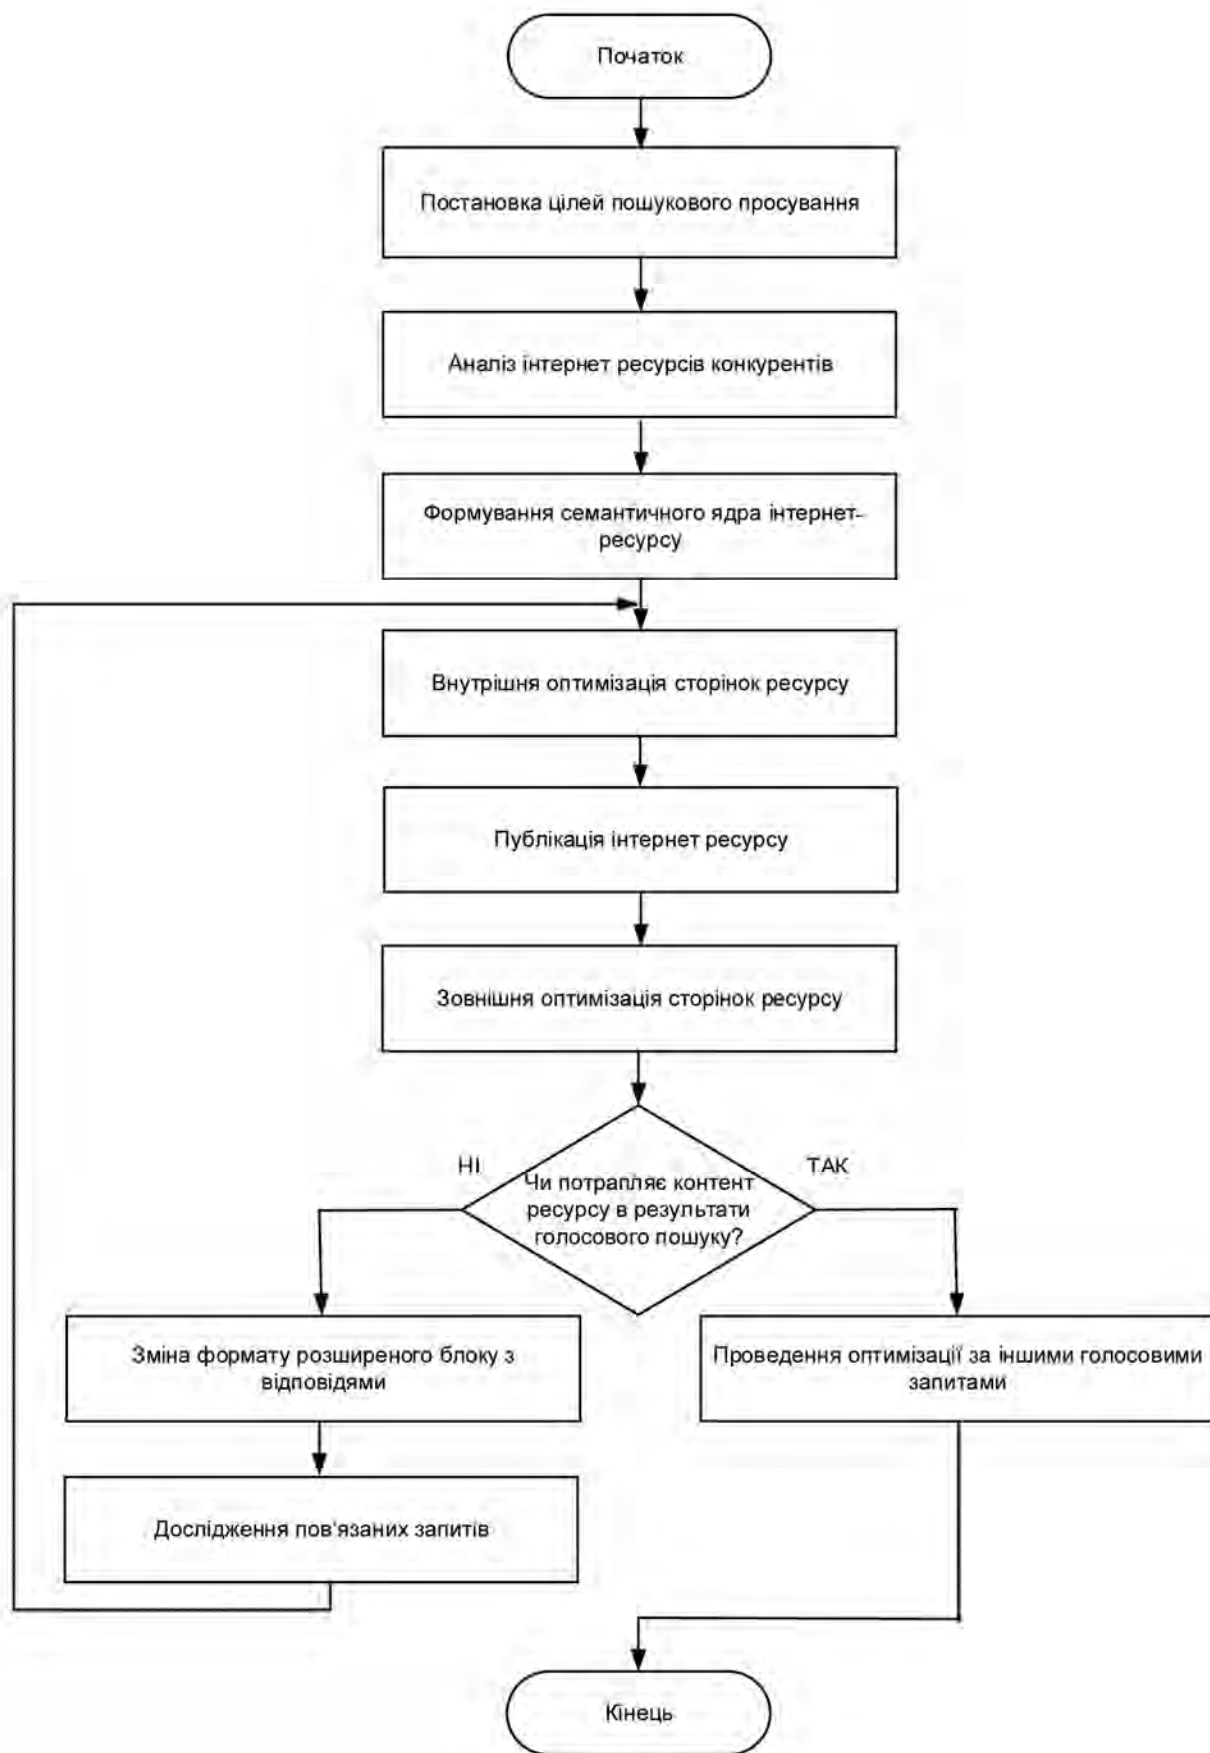 Початок
Постановка цілей пошукового просування
Аналіз інтернет ресурсів конкурентів
Формування семантичного ядра інтернет-
ресурсу
Внутрішня оптимізація сторінок ресурсу
Публікація інтернет ресурсу
Зовнішня оптимізація сторінок ресурсу
НІ
ТАК
Чи потрапляє контент
ресурсу в результати
голосового пошуку?
Зміна формату розширеного блоку з
відповідями
Проведення оптимізації за іншими голосовими
запитами
Дослідження пов'язаних запитів
Кінець